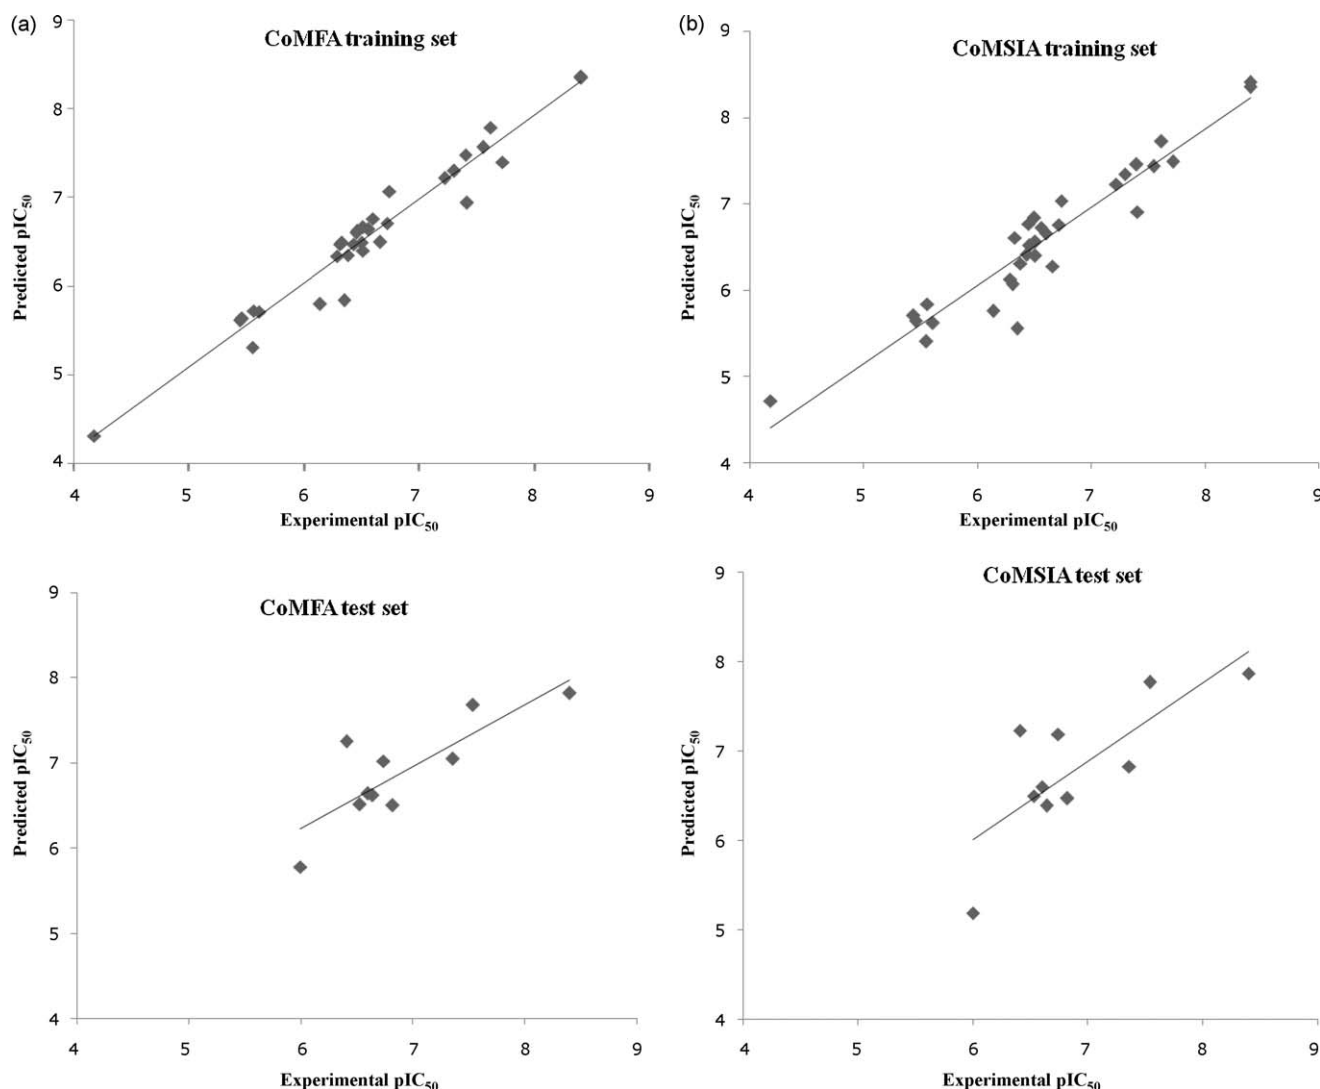 (a)
CoMFA training set
9
8
7
6
5
4
Predicted pIC50
4 5 6 7 8 9
Experimental pIC50
(b)
CoMSIA training set
9
8
7
6
5
4
Predicted pIC50
4 5 6 7 8 9
Experimental pIC50
CoMFA test set
9
8
7
6
5
4
Predicted pIC50
4 5 6 7 8 9
Experimental pIC50
CoMSIA test set
9
8
7
6
5
4
Predicted pIC50
4 5 6 7 8 9
Experimental pIC50